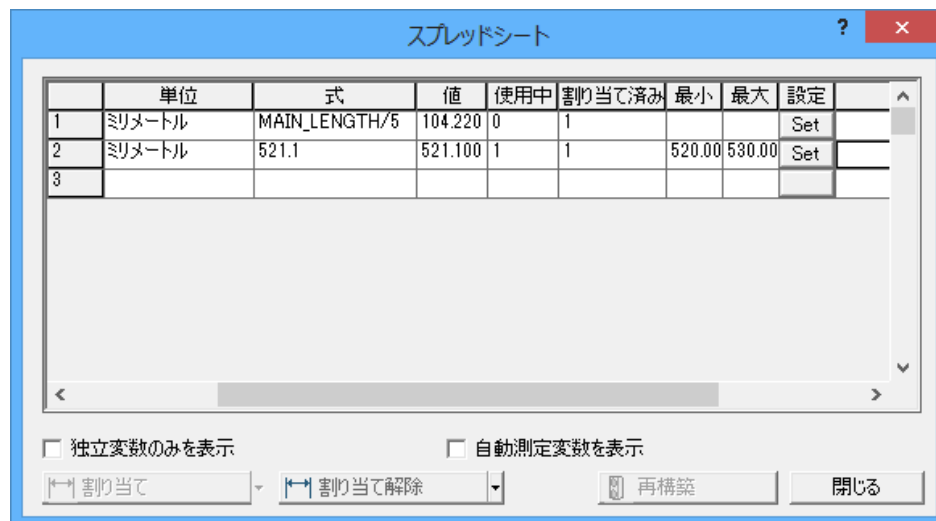 スプレッドシート ? ×
単位 式 値 使用中 割り当て済み 最小 最大 設定
1 ミリメートル MAIN_LENGTH/5 104.220 0 1 Set
2 ミリメートル 521.1 521.100 1 1 520.00 530.00 Set
3
独立変数のみを表示 自動測定変数を表示
割り当て 割り当て解除 再構築 閉じる